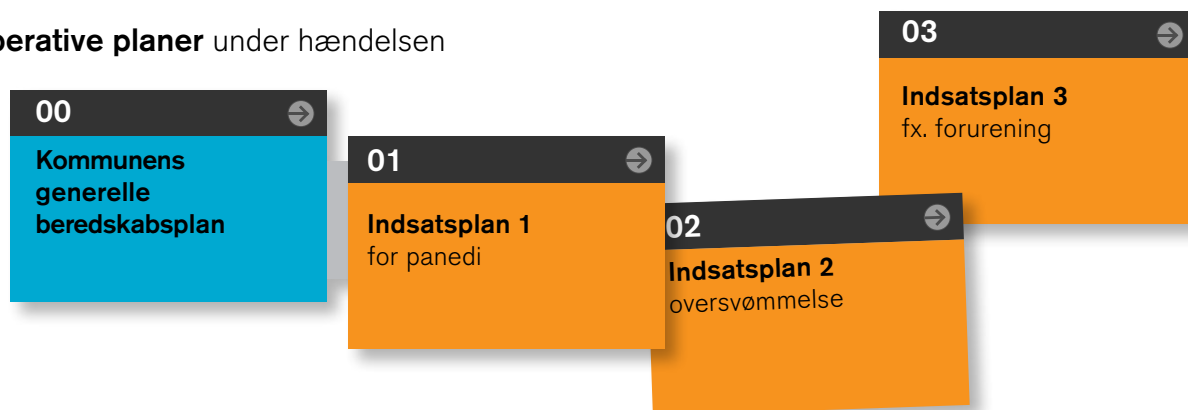 perative planer under hændelsen
00
Kommunens
generelle
beredskabsplan
01
Indsatsplan 1
for panedi
02
Indsatsplan 2
oversvømmelse
03
Indsatsplan 3
fx. forurening